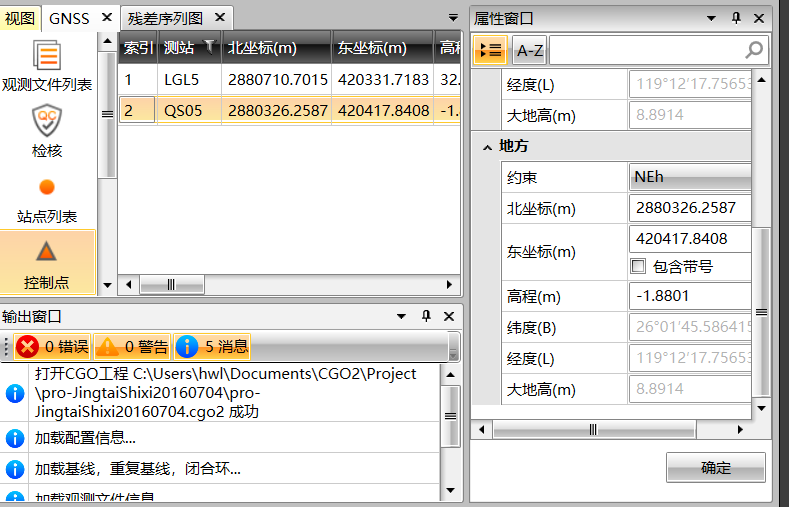 视图 GNSS × 残差序列图 ×
索引 测站 北坐标(m) 东坐标(m) 高程
1 LGL5 2880710.7015 420331.7183 32.
2 QS05 2880326.2587 420417.8408 -1.8
观测文件列表
QC
检核
站点列表
控制点
输出窗口
0 错误 0 警告 5 消息
打开CGO工程 C:\Users\hwl\Documents\CGO2\Project
\pro-JingtaiShixi20160704\pro-
JingtaiShixi20160704.cgo2 成功
加载配置信息...
加载基线，重复基线，闭合环...
加载观测文件信息
属性窗口
A-Z
经度(L) 119°12'17.75653
大地高(m) 8.8914
地方
约束 NEh
北坐标(m) 2880326.2587
东坐标(m) 420417.8408
包含带号
高程(m) -1.8801
纬度(B) 26°01'45.586415
经度(L) 119°12'17.75653
大地高(m) 8.8914
确定